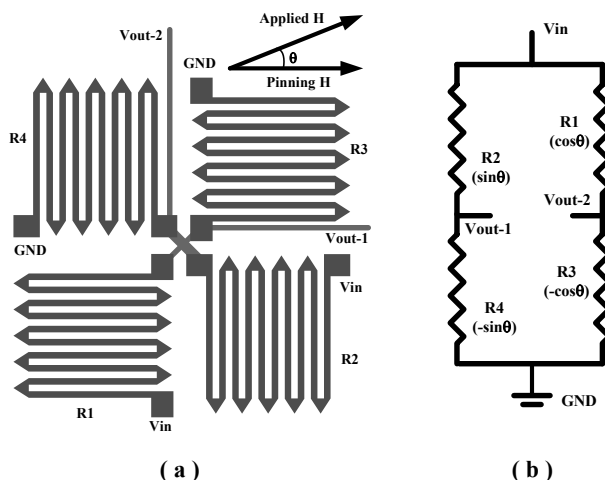 Vout-2
Applied H
GND
θ
Pinning H
R4
R3
GND
Vout-1
Vin
R2
R1
Vin
( a )
Vin
R1
(cosθ)
R2
(sinθ)
Vout-2
Vout-1
R3
(-cosθ)
R4
(-sinθ)
GND
( b )